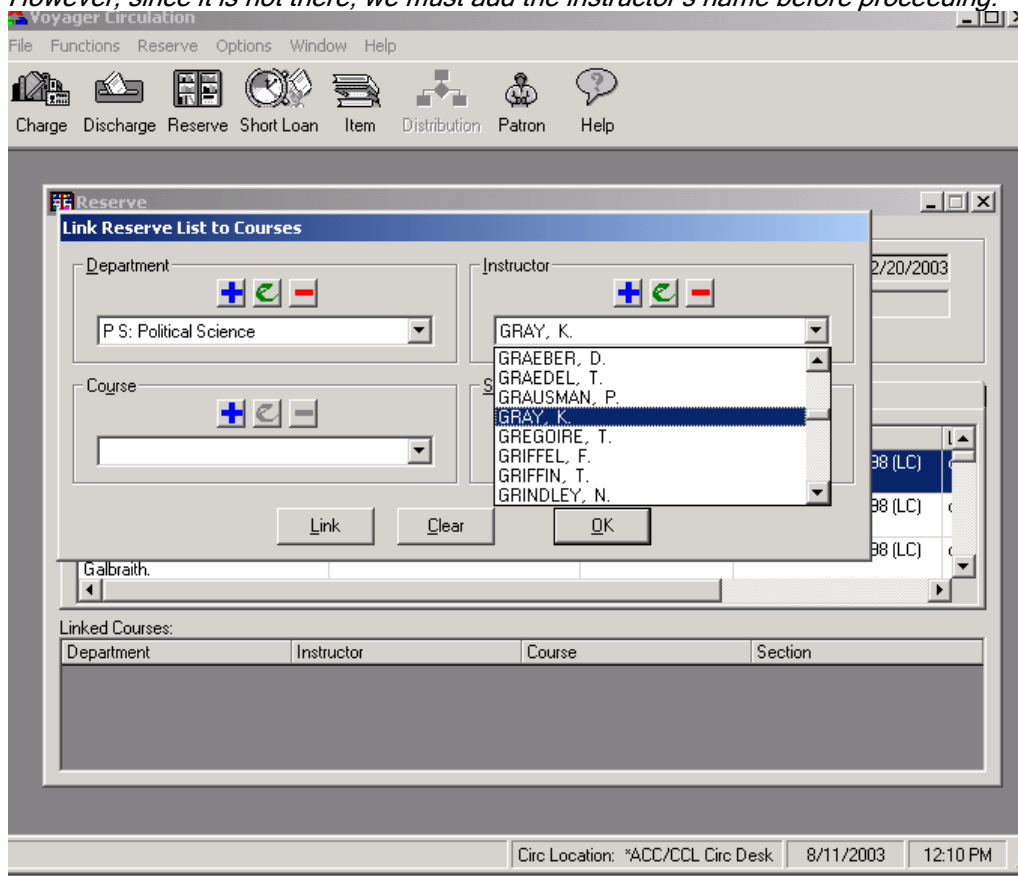 However, since it is not there, we must add the instructor's name before proceeding.
Voyager Circulation
File Functions Reserve Options Window Help
Charge Discharge Reserve Short Loan Item Distribution Patron Help
Reserve
Link Reserve List to Courses
Department
Instructor
2/20/2003
P S: Political Science
GRAY, K.
GRAEBER, D.
GRAEDEL, T.
GRAUSMAN, P.
GRAY, K.
GREGOIRE, T.
GRIFFEL, F.
GRIFFIN, T.
GRINDLEY, N.
Course
S
98 (LC)
98 (LC)
98 (LC)
Link Clear OK
Galbraith.
Linked Courses:
Department Instructor Course Section
Circ Location: *ACC/CCL Circ Desk 8/11/2003 12:10 PM